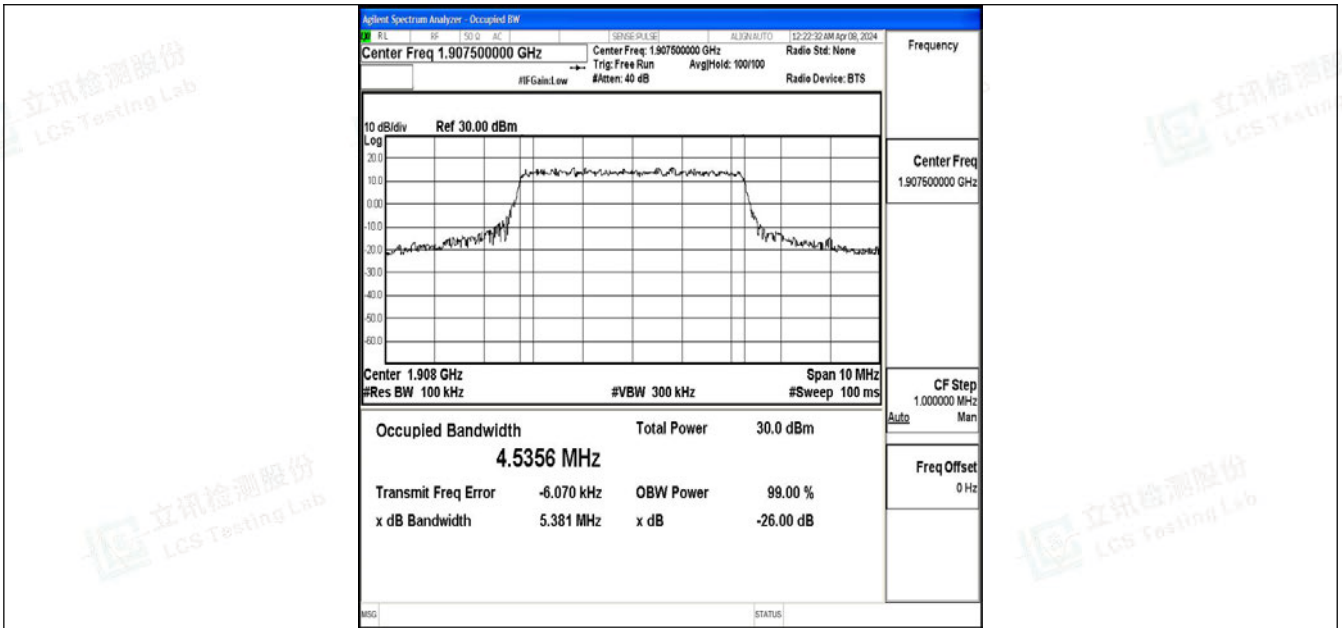 Agilent Spectrum Analyzer - Occupied BW
RL RF 50 Ω AC SENSE:PULSE ALIGNAUTO 12:22:32 AM Apr 08, 2024
Center Freq 1.907500000 GHz
Center Freq: 1.907500000 GHz
Radio Std: None
Trig: Free Run Avg|Hold: 100/100
#IFGain:Low #Atten: 40 dB
Radio Device: BTS
10 dB/div Ref 30.00 dBm
Log
20.0
10.0
0.00
-10.0
-20.0
-30.0
-40.0
-50.0
-60.0
Center 1.908 GHz Span 10 MHz
#Res BW 100 kHz #VBW 300 kHz #Sweep 100 ms
Occupied Bandwidth Total Power 30.0 dBm
4.5356 MHz
Transmit Freq Error -6.070 kHz OBW Power 99.00 %
x dB Bandwidth 5.381 MHz x dB -26.00 dB
MSG STATUS
Frequency
Center Freq
1.907500000 GHz
CF Step
1.000000 MHz
Auto Man
Freq Offset
0 Hz
立讯检测股份
LCS Testing Lab
立讯检测股
LCS Testing
立讯检测股份
LCS Testing Lab
立讯检测股份
LCS Testing Lab